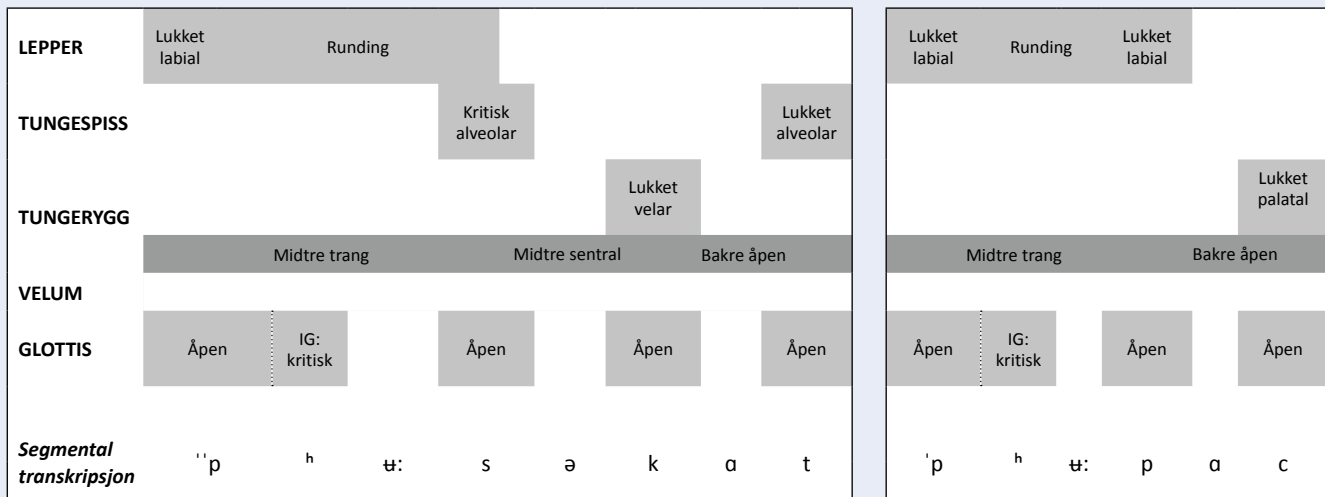 LEPPER
Lukket
labial
Runding
Lukket
labial
Runding
Lukket
labial
TUNGESPISS
Kritisk
alveolar
Lukket
alveolar
TUNGERYGG
Lukket
velar
Lukket
palatal
Midtre trang
Midtre sentral
Bakre åpen
Midtre trang
Bakre åpen
VELUM
GLOTTIS
Åpen
IG:
kritisk
Åpen
Åpen
Åpen
Åpen
IG:
kritisk
Åpen
Åpen
Segmental
transkripsjon
ˈˈp ʰ ʉ: s ə k ɑ t
ˈp ʰ ʉ: p ɑ c